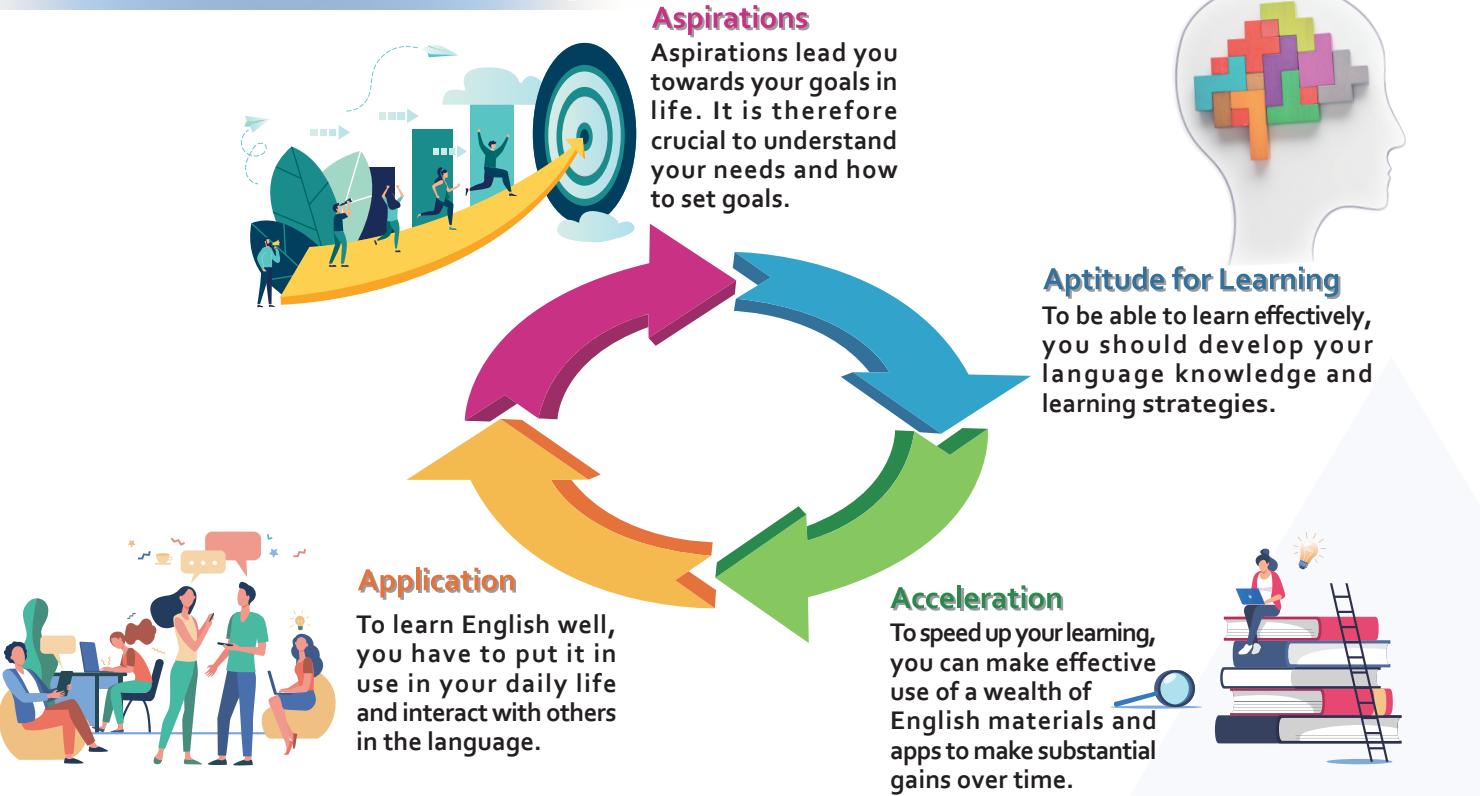 Aspirations
Aspirations lead you
towards your goals in
life. It is therefore
crucial to understand
your needs and how
to set goals.
Aptitude for Learning
To be able to learn effectively,
you should develop your
language knowledge and
learning strategies.
Application
To learn English well,
you have to put it in
use in your daily life
and interact with others
in the language.
Acceleration
To speed up your learning,
you can make effective
use of a wealth of
English materials and
apps to make substantial
gains over time.